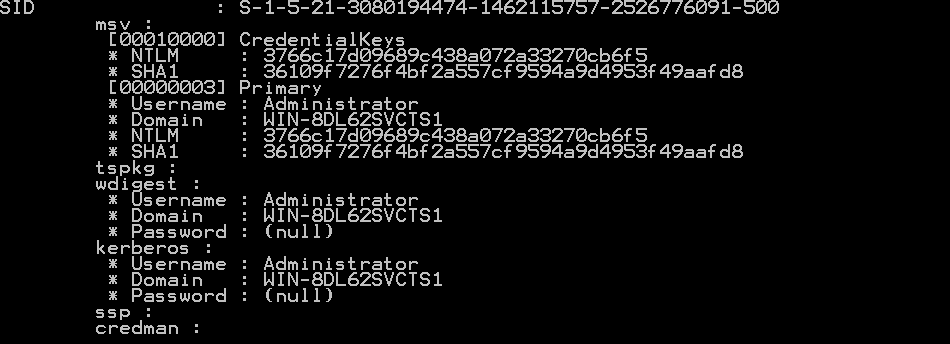 SID : S-1-5-21-3080194474-1462115757-2526776091-500
msv :
[00010000] CredentialKeys
* NTLM : 3766c17d09689c438a072a33270cb6f5
* SHA1 : 36109f7276f4bf2a557cf9594a9d4953f49aafd8
[00000003] Primary
* Username : Administrator
* Domain : WIN-8DL62SVCTS1
* NTLM : 3766c17d09689c438a072a33270cb6f5
* SHA1 : 36109f7276f4bf2a557cf9594a9d4953f49aafd8
tspkg :
wdigest :
* Username : Administrator
* Domain : WIN-8DL62SVCTS1
* Password : (null)
kerberos :
* Username : Administrator
* Domain : WIN-8DL62SVCTS1
* Password : (null)
ssp :
credman :